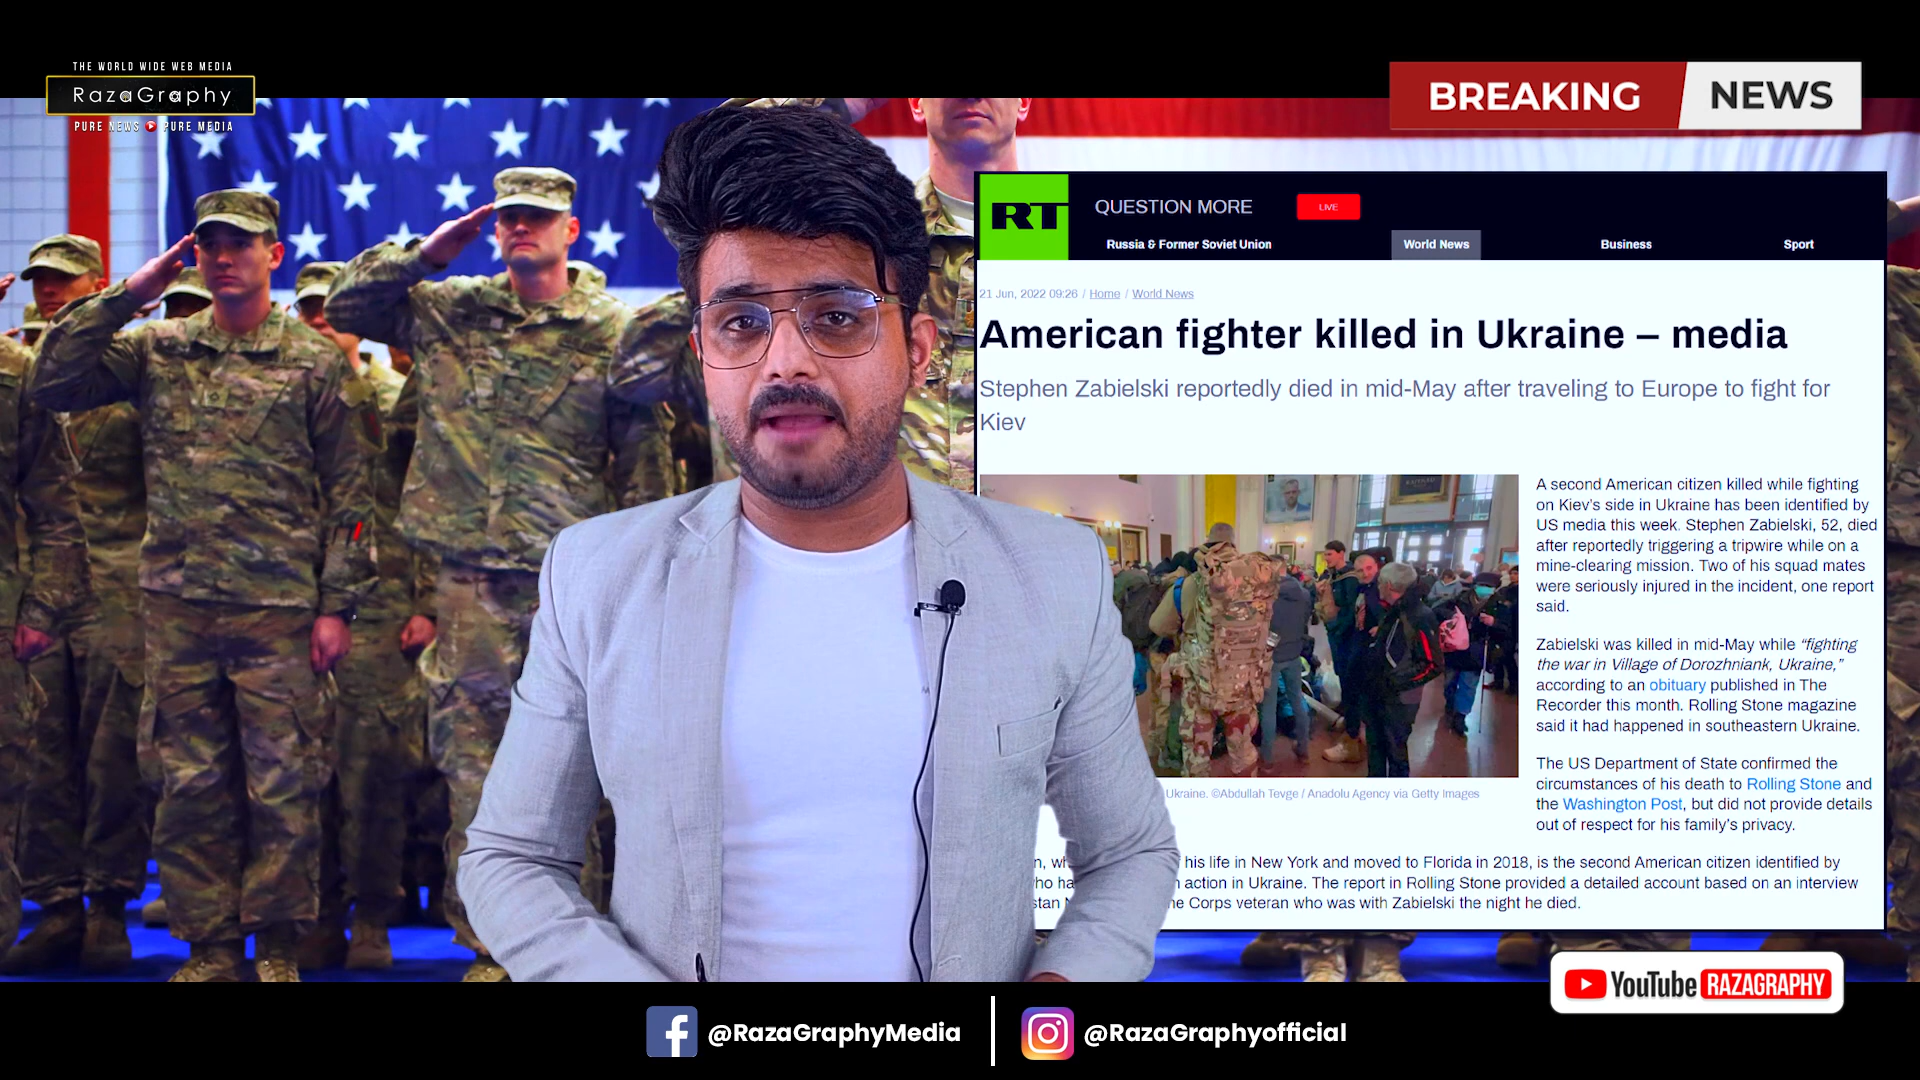 THE WORLD WIDE WEB MEDIA
RazaGraphy
PURE NEWS PURE MEDIA
BREAKING NEWS
RT
QUESTION MORE
LIVE
Russia & Former Soviet Union
World News
Business
Sport
21 Jun, 2022 09:26 / Home / World News
American fighter killed in Ukraine – media
Stephen Zabielski reportedly died in mid-May after traveling to Europe to fight for
Kiev
A second American citizen killed while fighting
on Kiev's side in Ukraine has been identified by
US media this week. Stephen Zabielski, 52, died
after reportedly triggering a tripwire while on a
mine-clearing mission. Two of his squad mates
were seriously injured in the incident, one report
said.
Zabielski was killed in mid-May while “fighting
the war in Village of Dorozhniank, Ukraine,”
according to an obituary published in The
Recorder this month. Rolling Stone magazine
said it had happened in southeastern Ukraine.
The US Department of State confirmed the
circumstances of his death to Rolling Stone and
the Washington Post, but did not provide details
out of respect for his family's privacy.
Ukraine. ©Abdullah Tevge / Anadolu Agency via Getty Images
his life in New York and moved to Florida in 2018, is the second American citizen identified by
action in Ukraine. The report in Rolling Stone provided a detailed account based on an interview
Corps veteran who was with Zabielski the night he died.
YouTube RAZAGRAPHY
@RazaGraphyMedia
@RazaGraphyofficial